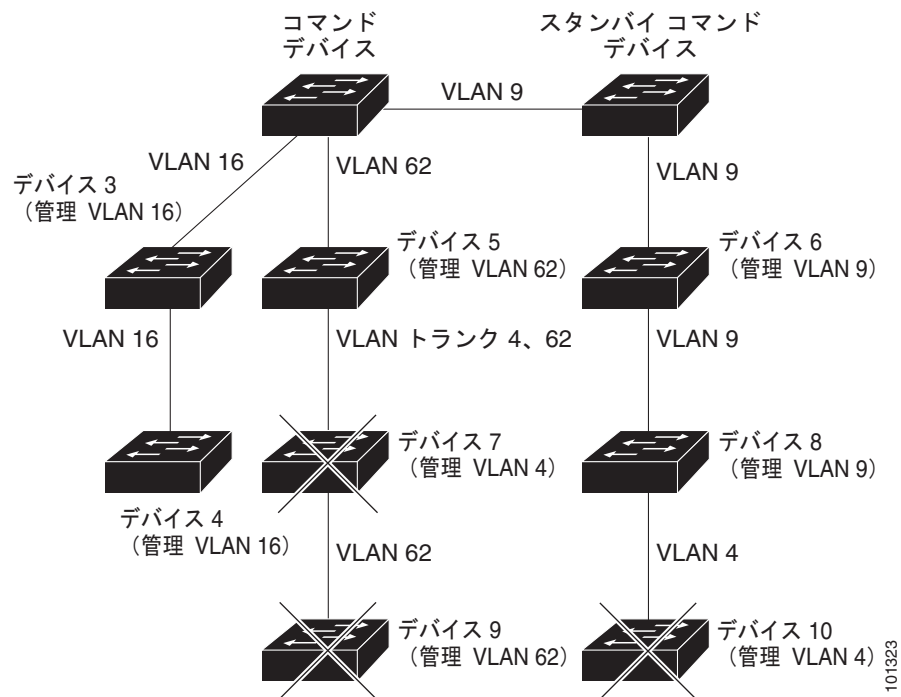 コマンド
デバイス
スタンバイ コマンド
デバイス
VLAN 9
VLAN 16
VLAN 62
VLAN 9
デバイス 3
（管理 VLAN 16）
デバイス 5
（管理 VLAN 62）
デバイス 6
（管理 VLAN 9）
VLAN 16
VLAN トランク 4、62
VLAN 9
デバイス 7
（管理 VLAN 4）
デバイス 8
（管理 VLAN 9）
デバイス 4
（管理 VLAN 16）
VLAN 62
VLAN 4
デバイス 9
（管理 VLAN 62）
デバイス 10
（管理 VLAN 4）
101323